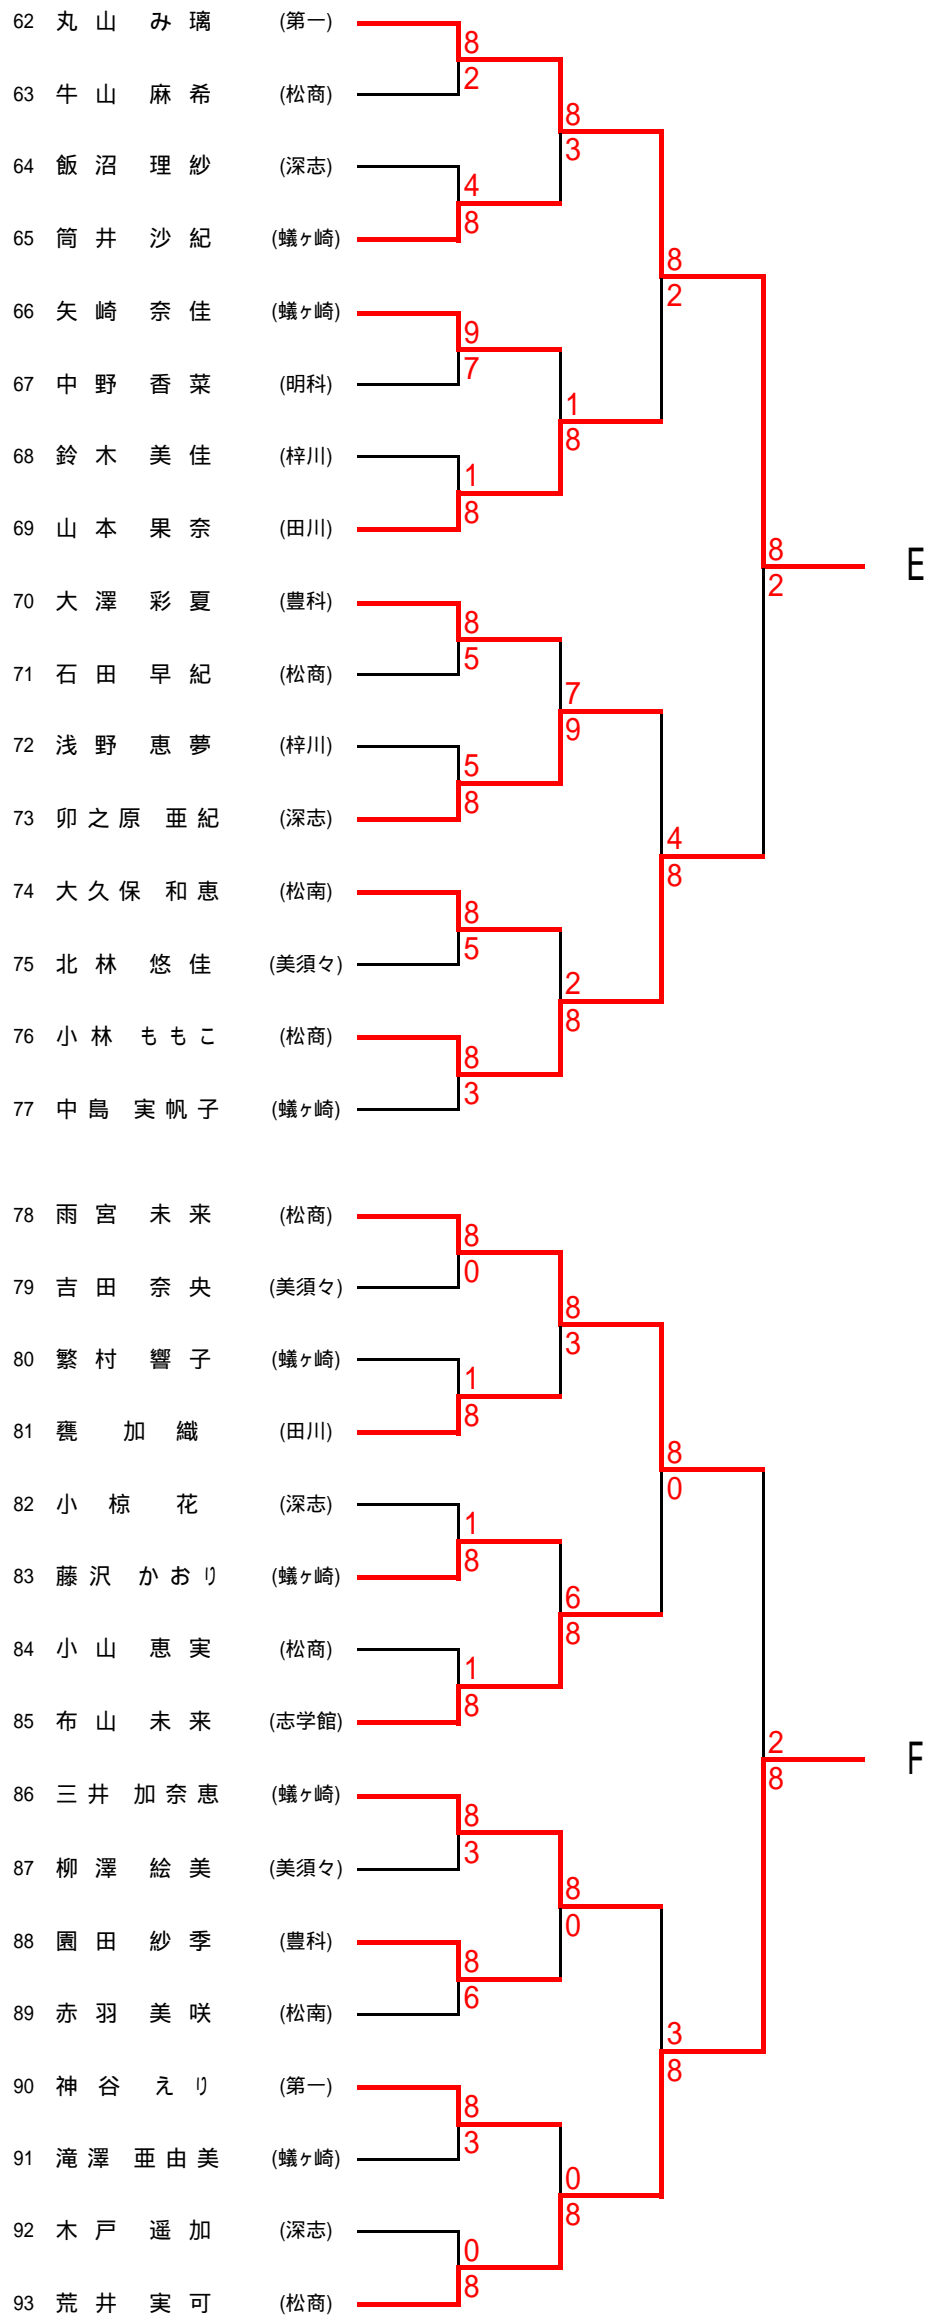 62 丸山 み璃 (第一)
8
2
63 牛山 麻希 (松商)
8
3
64 飯沼 理紗 (深志)
4
8
65 筒井 沙紀 (蟻ヶ崎)
8
2
66 矢崎 奈佳 (蟻ヶ崎)
9
7
67 中野 香菜 (明科)
1
8
68 鈴木 美佳 (梓川)
1
8
69 山本 果奈 (田川)
8
2
E
70 大澤 彩夏 (豊科)
8
5
71 石田 早紀 (松商)
7
9
72 浅野 恵夢 (梓川)
5
8
73 卯之原 亜紀 (深志)
4
8
74 大久保 和恵 (松南)
8
5
75 北林 悠佳 (美須々)
2
8
76 小林 ももこ (松商)
8
3
77 中島 実帆子 (蟻ヶ崎)
78 雨宮 未来 (松商)
8
0
79 吉田 奈央 (美須々)
8
3
80 繁村 響子 (蟻ヶ崎)
1
8
81 甕 加織 (田川)
8
0
82 小椋 花 (深志)
1
8
83 藤沢 かおり (蟻ヶ崎)
6
8
84 小山 恵実 (松商)
1
8
85 布山 未来 (志学館)
2
8
F
86 三井 加奈恵 (蟻ヶ崎)
8
3
87 柳澤 絵美 (美須々)
8
0
88 園田 紗季 (豊科)
8
6
89 赤羽 美咲 (松南)
3
8
90 神谷 えり (第一)
8
3
91 滝澤 亜由美 (蟻ヶ崎)
0
8
92 木戸 遥加 (深志)
0
8
93 荒井 実可 (松商)